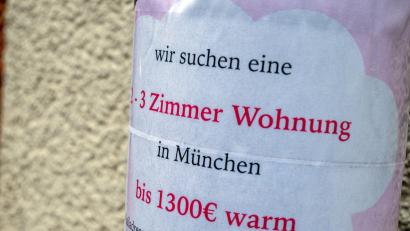 wir suchen eine
- 3 Zimmer Wohnung
in München
bis 1300€ warm